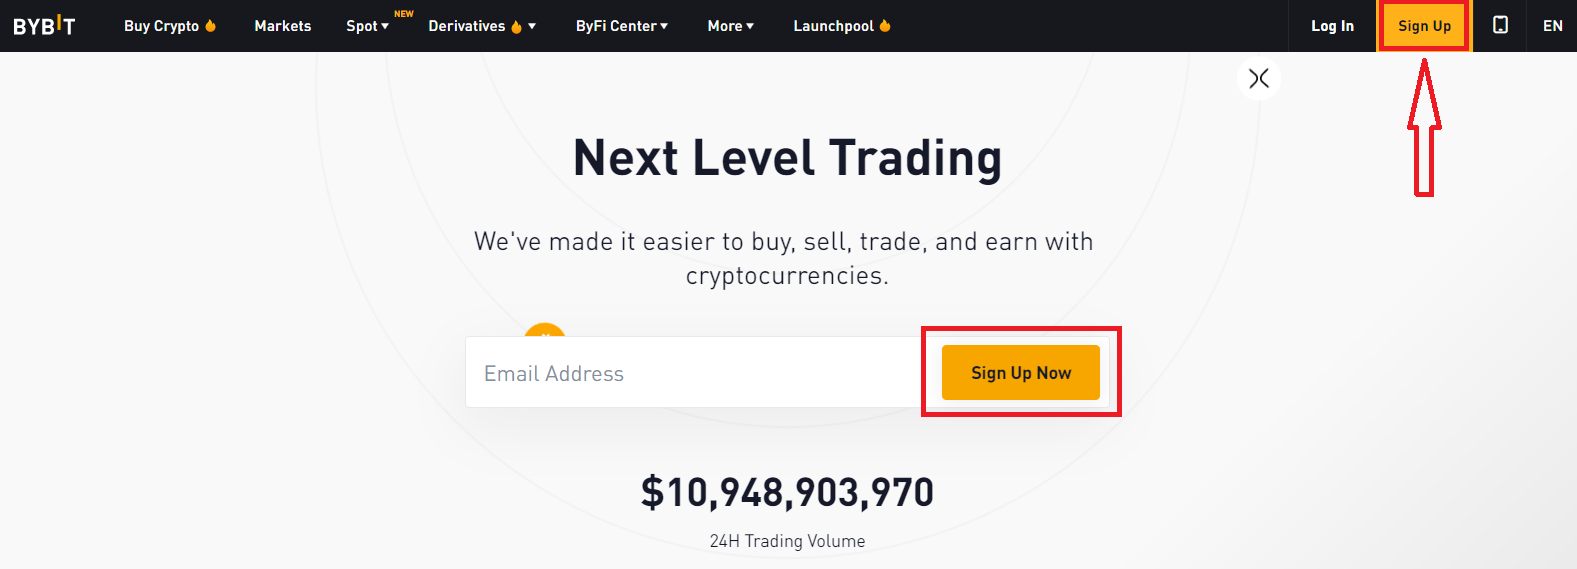 BYBIT Buy Crypto Markets Spot NEW Derivatives ByFi Center More Launchpool Log In Sign Up EN
Next Level Trading
We've made it easier to buy, sell, trade, and earn with
cryptocurrencies.
Email Address Sign Up Now
$10,948,903,970
24H Trading Volume